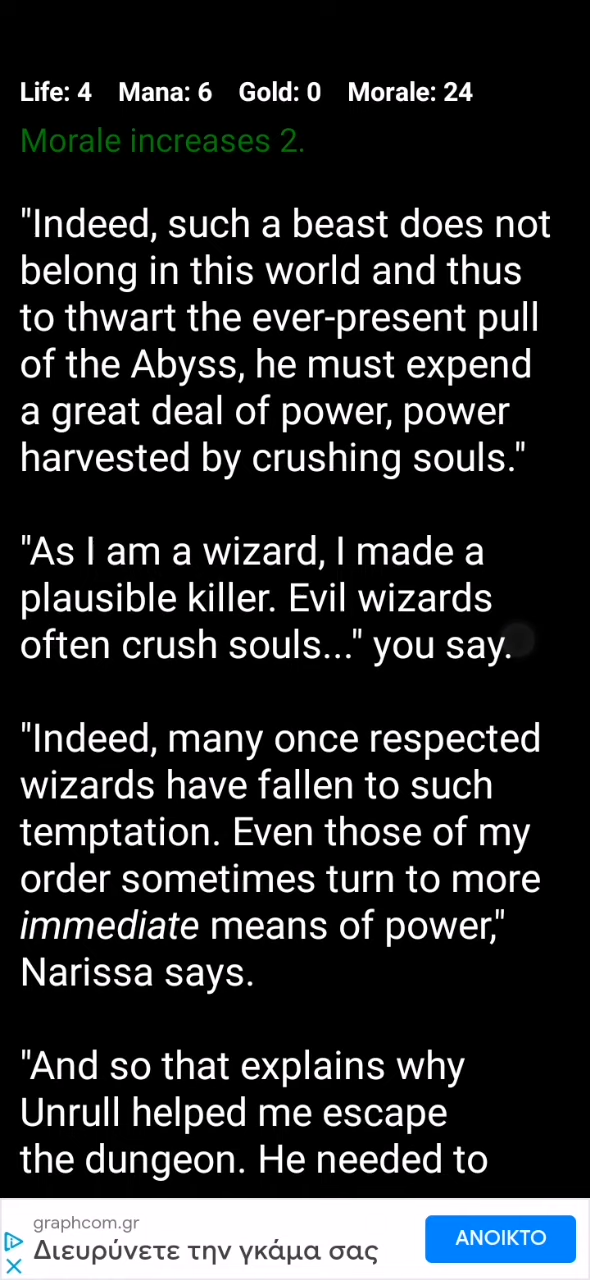 Life: 4 Mana: 6 Gold: 0 Morale: 24
Morale increases 2.
"Indeed, such a beast does not
belong in this world and thus
to thwart the ever-present pull
of the Abyss, he must expend
a great deal of power, power
harvested by crushing souls."
"As I am a wizard, I made a
plausible killer. Evil wizards
often crush souls..." you say.
"Indeed, many once respected
wizards have fallen to such
temptation. Even those of my
order sometimes turn to more
immediate means of power,"
Narissa says.
"And so that explains why
Unrull helped me escape
the dungeon. He needed to
graphcom.gr
Διευρύνετε την γκάμα σας
ΑΝΟΙΚΤΟ